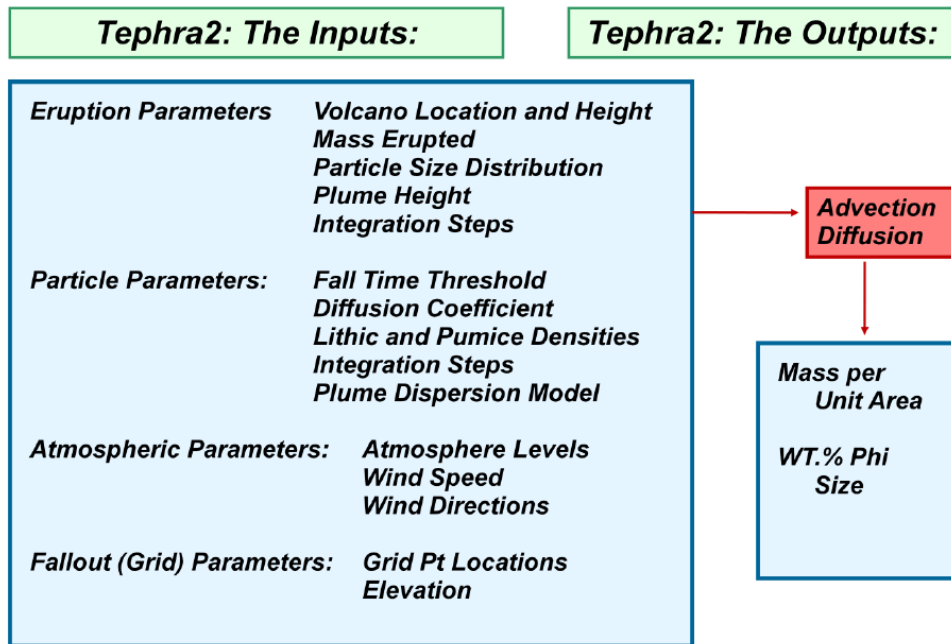 Tephra2: The Inputs:
Tephra2: The Outputs:
Eruption Parameters Volcano Location and Height
Mass Erupted
Particle Size Distribution
Plume Height
Integration Steps
Particle Parameters: Fall Time Threshold
Diffusion Coefficient
Lithic and Pumice Densities
Integration Steps
Plume Dispersion Model
Atmospheric Parameters: Atmosphere Levels
Wind Speed
Wind Directions
Fallout (Grid) Parameters: Grid Pt Locations
Elevation
Advection
Diffusion
Mass per
Unit Area
WT.% Phi
Size